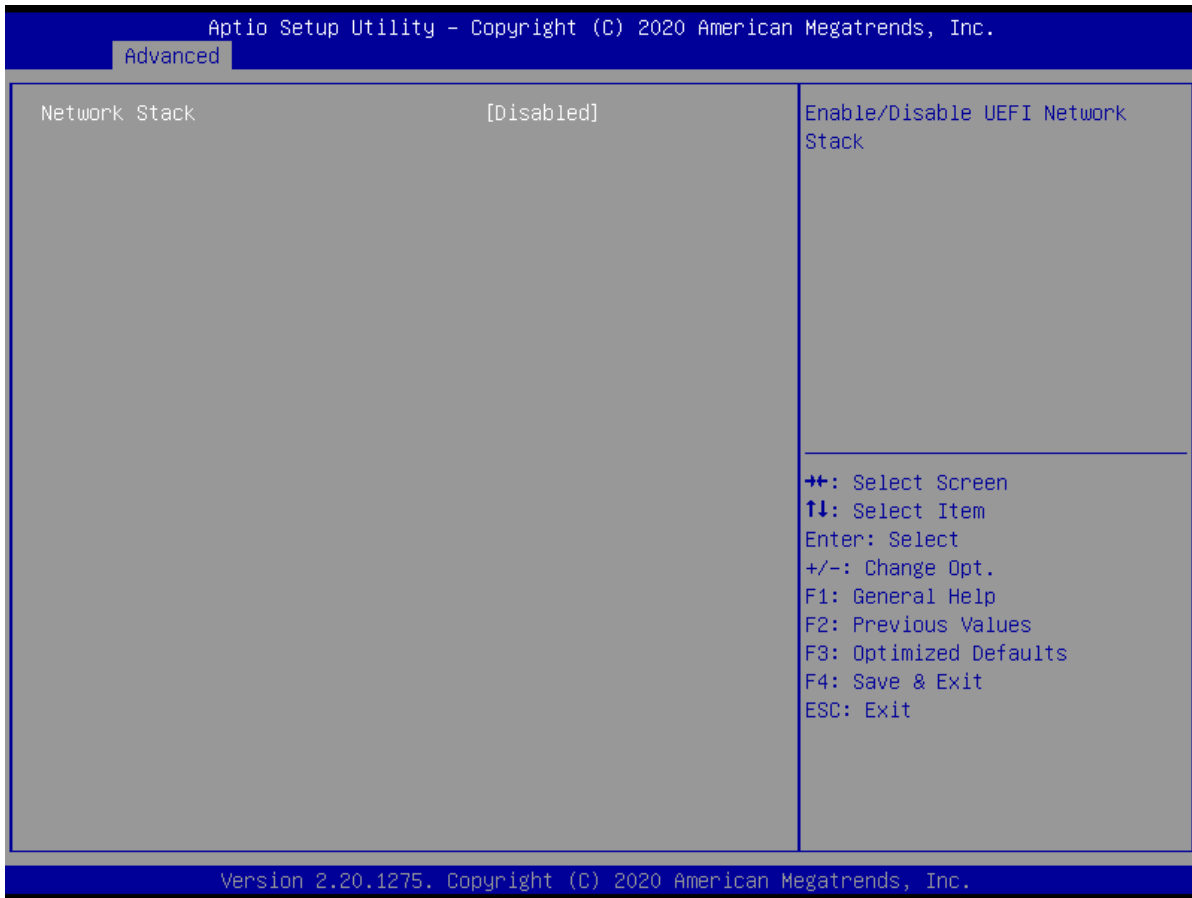 Aptio Setup Utility – Copyright (C) 2020 American Megatrends, Inc.
Advanced
Network Stack [Disabled]
Enable/Disable UEFI Network
Stack
→←: Select Screen
↑↓: Select Item
Enter: Select
+/-: Change Opt.
F1: General Help
F2: Previous Values
F3: Optimized Defaults
F4: Save & Exit
ESC: Exit
Version 2.20.1275. Copyright (C) 2020 American Megatrends, Inc.